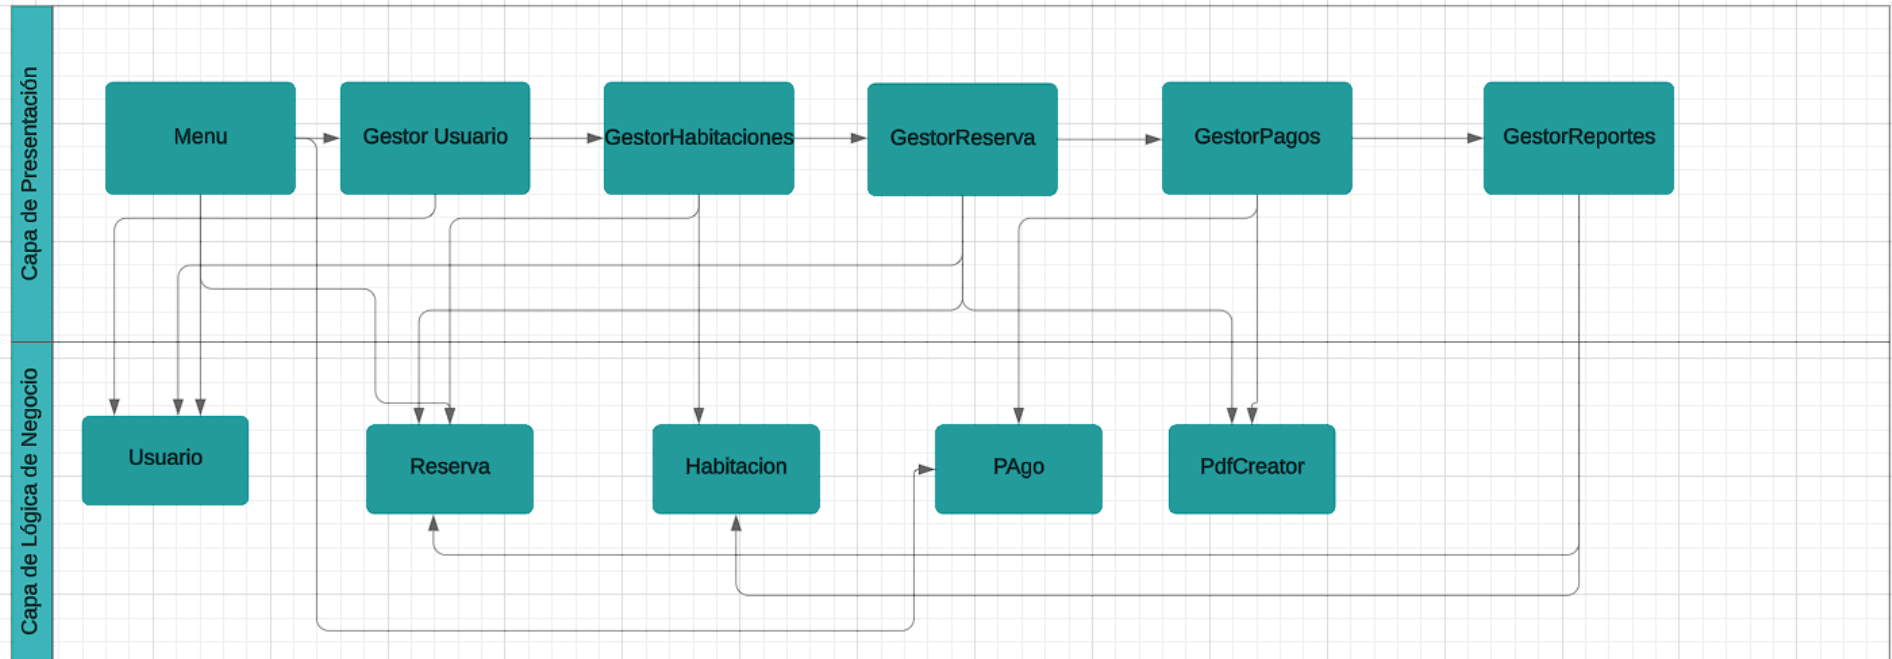 Capa de Presentación
Menu
Gestor Usuario
GestorHabitaciones
GestorReserva
GestorPagos
GestorReportes
Capa de Lógica de Negocio
Usuario
Reserva
Habitacion
PAgo
PdfCreator